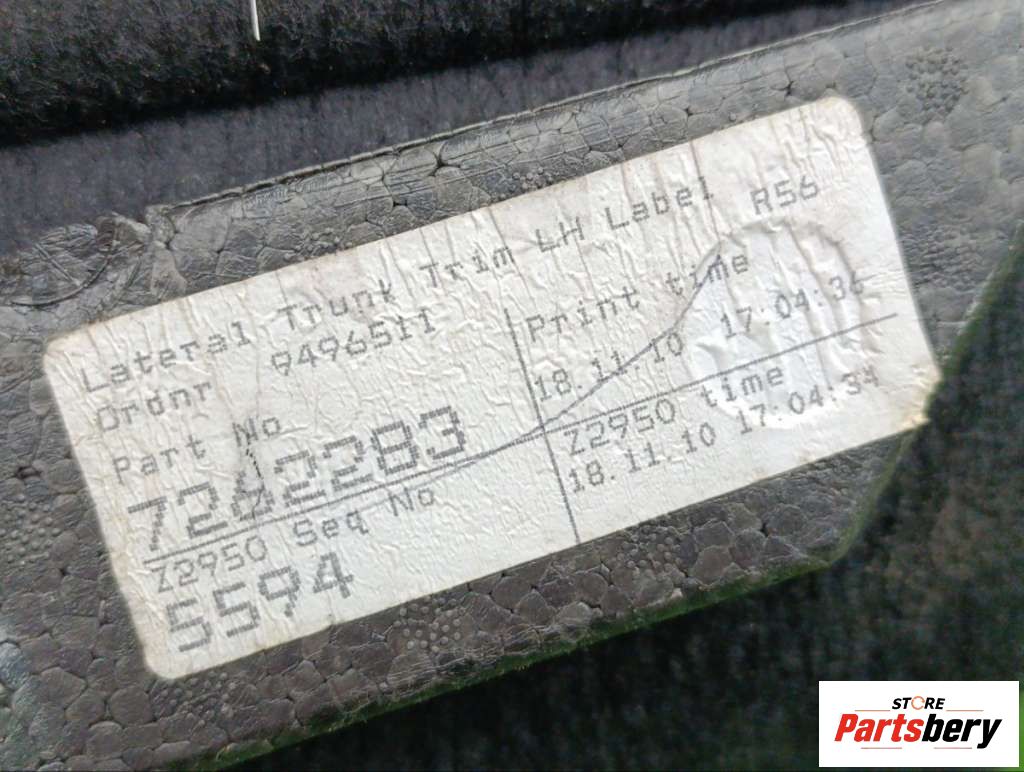 Lateral Trunk Trim LH Label R56
Ordnr 9496511
Part No
7262283
Z2950 Seq No
5594
Print time
18.11.10 17:04:36
Z2950 time
18.11.10 17:04:34
STORE
Partsbery